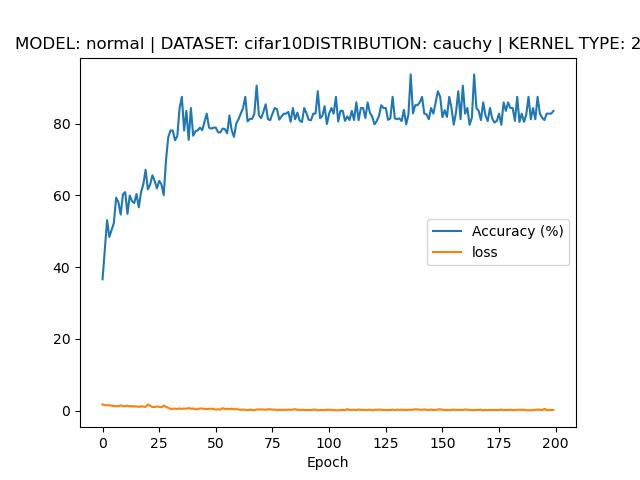 MODEL: normal | DATASET: cifar10DISTRIBUTION: cauchy | KERNEL TYPE: 2
80
60
40
20
0
Accuracy (%)
loss
0 25 50 75 100 125 150 175 200
Epoch